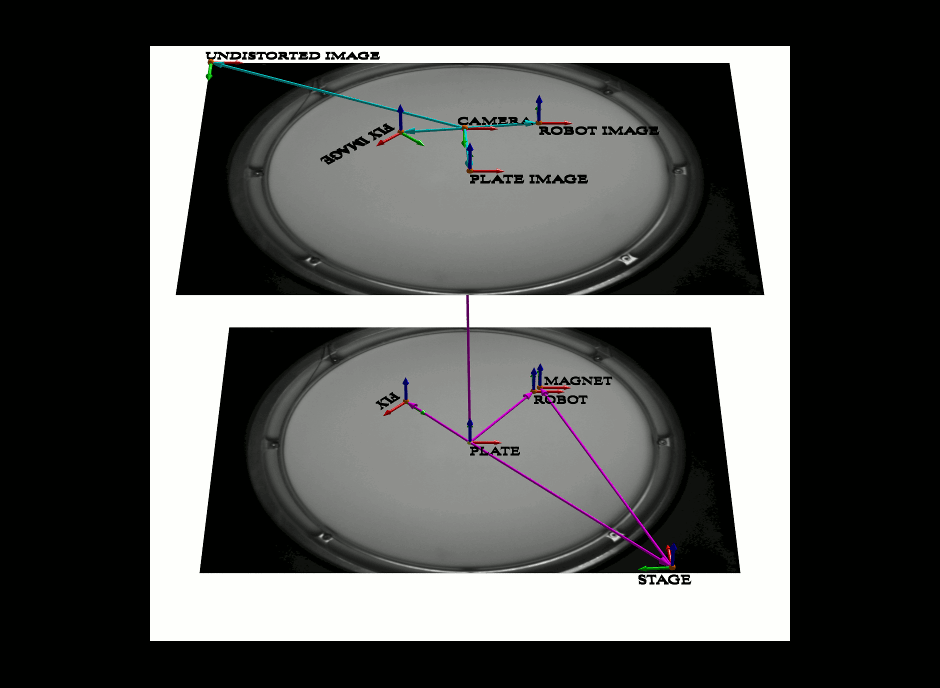 UNDISTORTED IMAGE
CAMERA
FLY IMAGE
ROBOT IMAGE
PLATE IMAGE
MAGNET
FLY
ROBOT
PLATE
STAGE